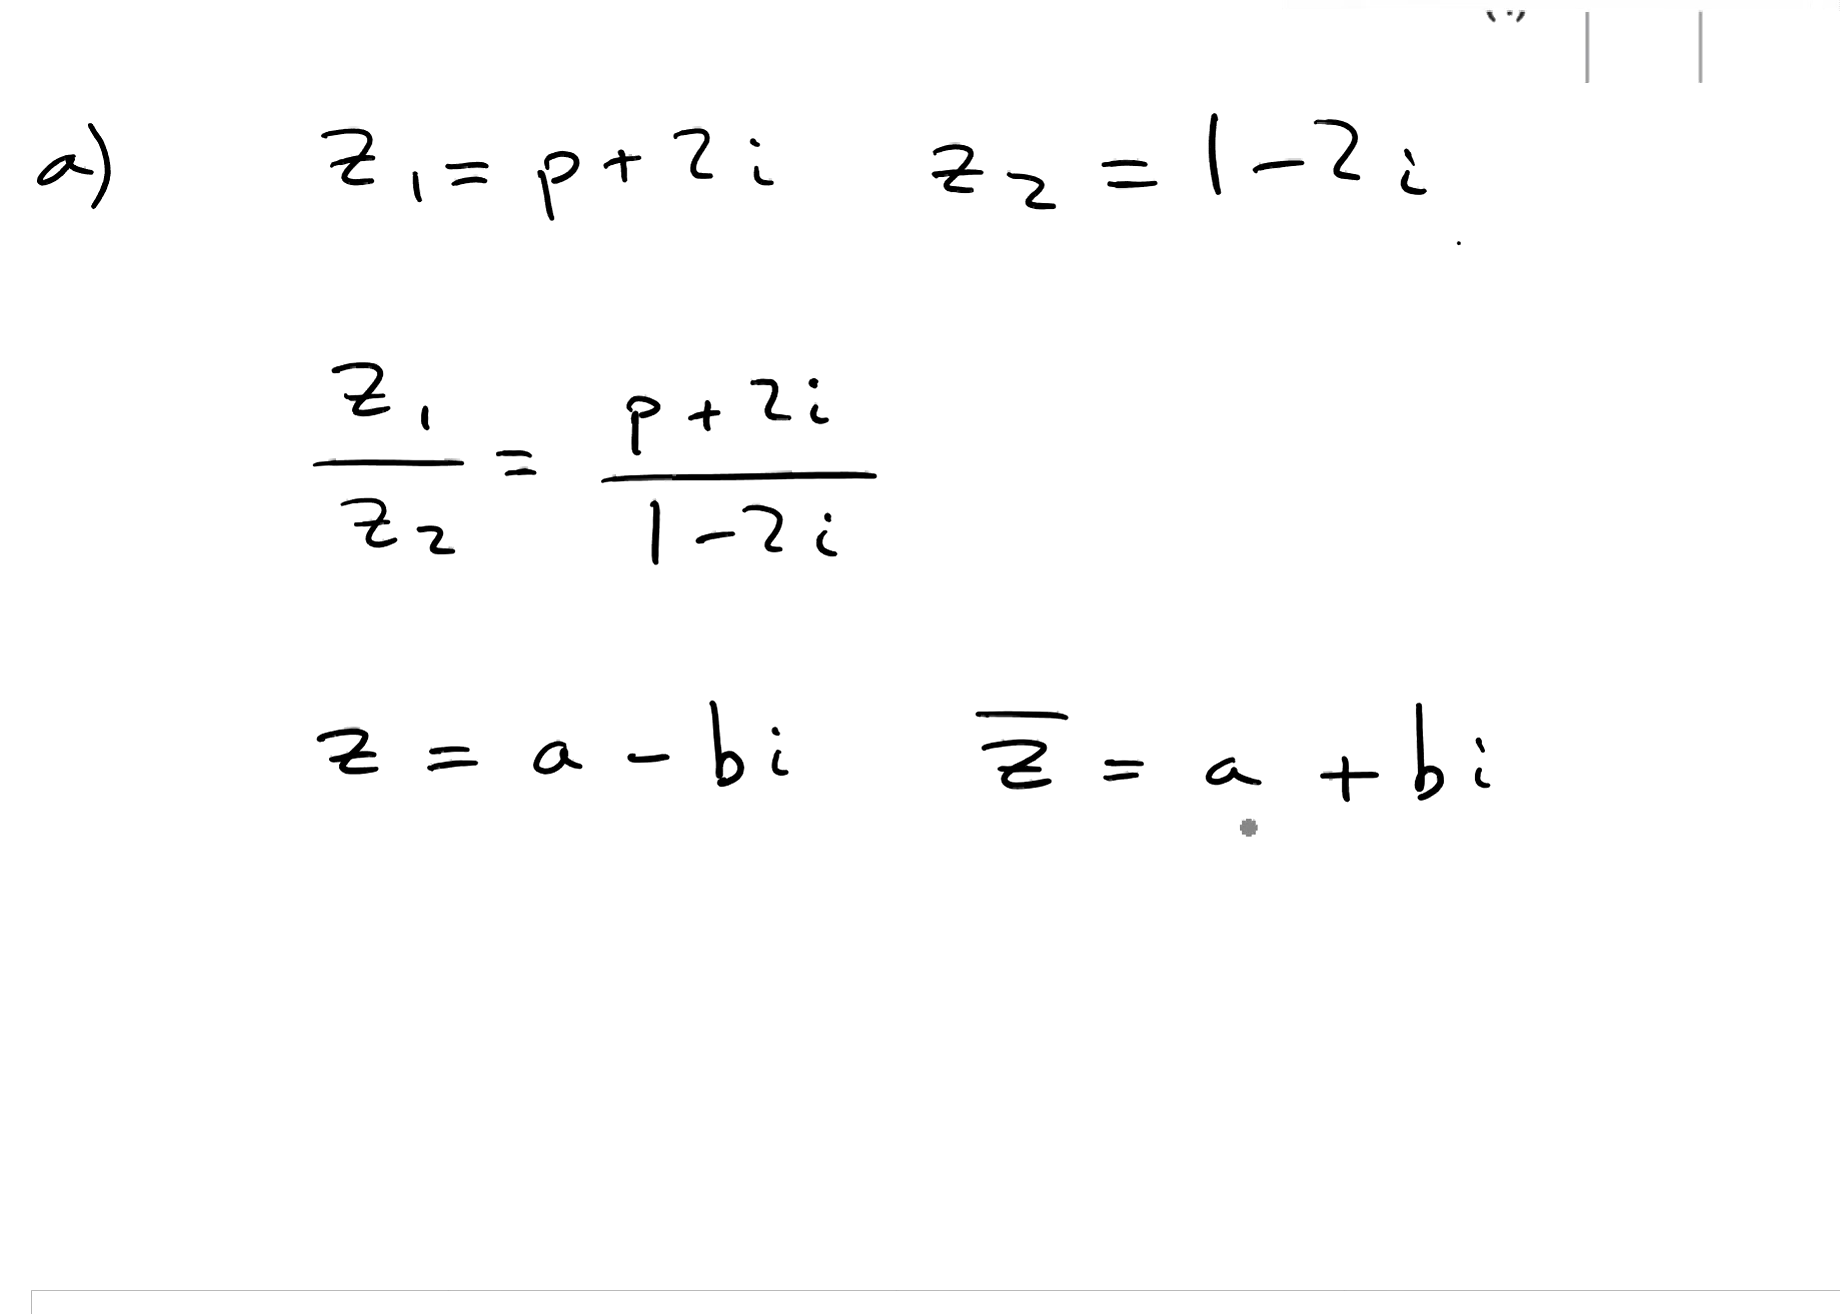 a) z₁ = p + 2i z₂ = 1 - 2i
z₁/z₂ = (p + 2i)/(1 - 2i)
z = a - bi z̅ = a + bi